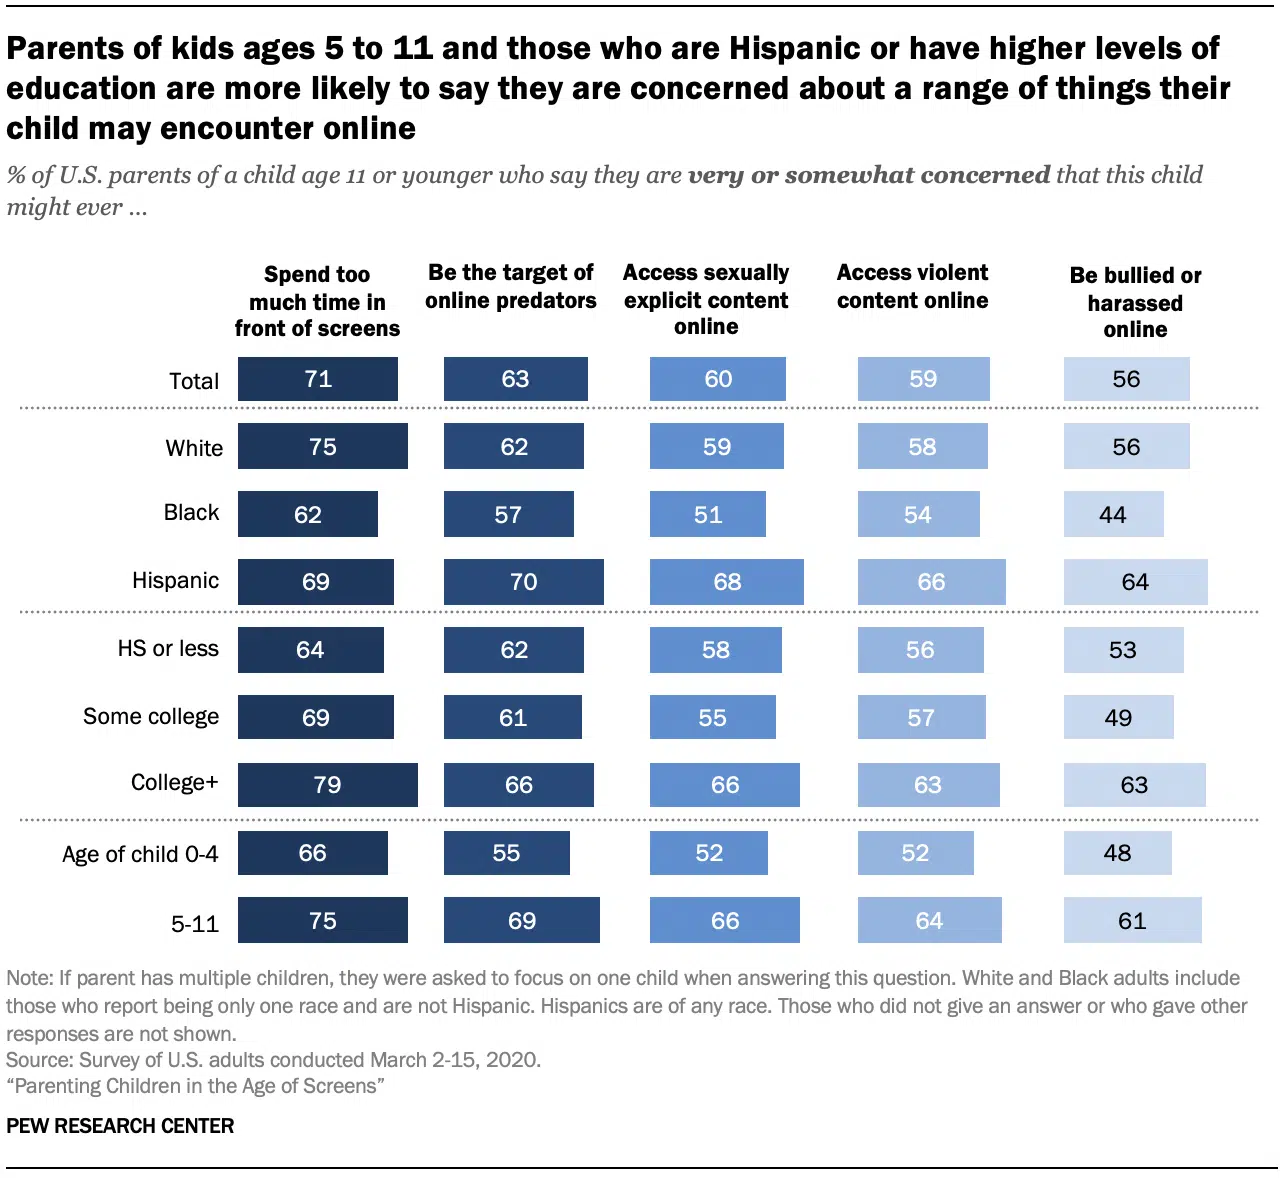 Parents of kids ages 5 to 11 and those who are Hispanic or have higher levels of
education are more likely to say they are concerned about a range of things their
child may encounter online
% of U.S. parents of a child age 11 or younger who say they are very or somewhat concerned that this child
might ever ...
Spend too
much time in
front of screens
Be the target of
online predators
Access sexually
explicit content
online
Access violent
content online
Be bullied or
harassed
online
Total 71 63 60 59 56
White 75 62 59 58 56
Black 62 57 51 54 44
Hispanic 69 70 68 66 64
HS or less 64 62 58 56 53
Some college 69 61 55 57 49
College+ 79 66 66 63 63
Age of child 0-4 66 55 52 52 48
5-11 75 69 66 64 61
Note: If parent has multiple children, they were asked to focus on one child when answering this question. White and Black adults include
those who report being only one race and are not Hispanic. Hispanics are of any race. Those who did not give an answer or who gave other
responses are not shown.
Source: Survey of U.S. adults conducted March 2-15, 2020.
“Parenting Children in the Age of Screens”
PEW RESEARCH CENTER